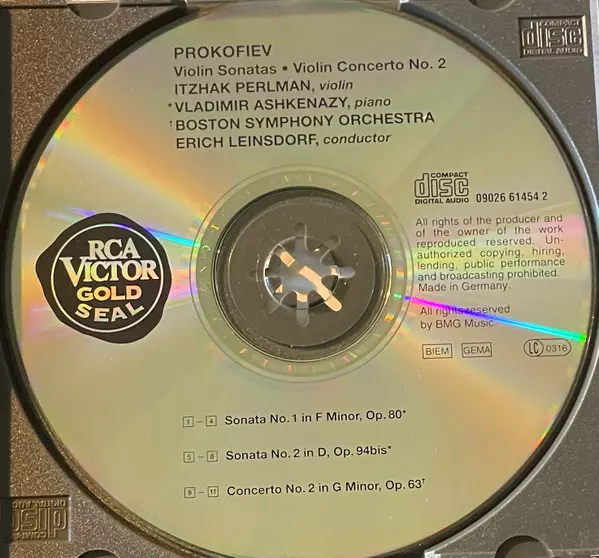 PROKOFIEV
Violin Sonatas • Violin Concerto No. 2
ITZHAK PERLMAN, violin
*VLADIMIR ASHKENAZY, piano
†BOSTON SYMPHONY ORCHESTRA
ERICH LEINSDORF, conductor
COMPACT
disc
DIGITAL AUDIO
COMPACT
disc
DIGITAL AUDIO
09026 61454 2
All rights of the producer and
of the owner of the work
reproduced reserved. Un-
authorized copying, hiring,
lending, public performance
and broadcasting prohibited.
Made in Germany.
All rights reserved
by BMG Music
BIEM GEMA LC 0316
RCA
VICTOR
GOLD
SEAL
1 – 4 Sonata No. 1 in F Minor, Op. 80*
5 – 8 Sonata No. 2 in D, Op. 94bis*
9 – 11 Concerto No. 2 in G Minor, Op. 63†
COMPACT
disc
DIGITAL AUDIO